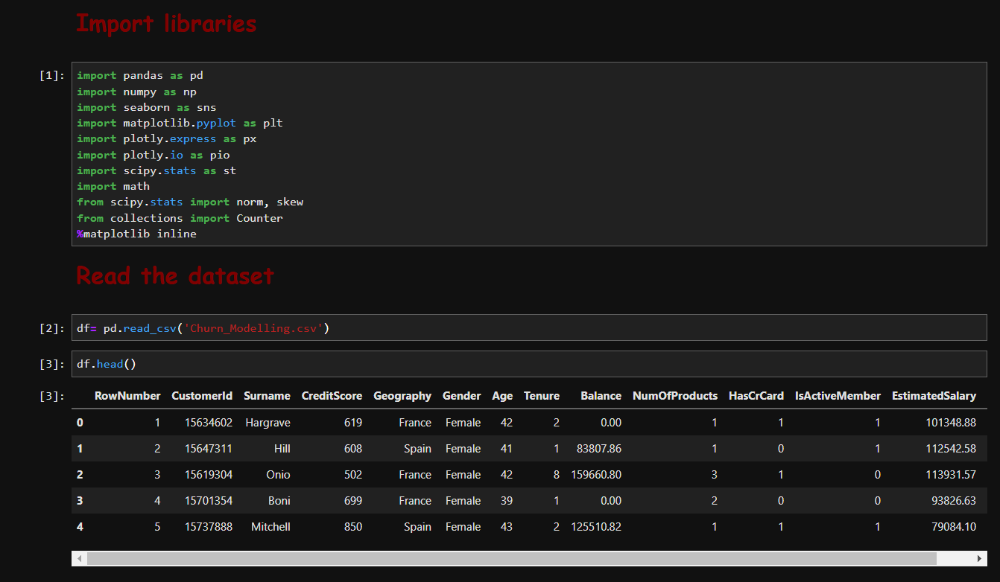 Import libraries
[1]: import pandas as pd
import numpy as np
import seaborn as sns
import matplotlib.pyplot as plt
import plotly.express as px
import plotly.io as pio
import scipy.stats as st
import math
from scipy.stats import norm, skew
from collections import Counter
%matplotlib inline
Read the dataset
[2]: df= pd.read_csv('Churn_Modelling.csv')
[3]: df.head()
[3]: RowNumber CustomerId Surname CreditScore Geography Gender Age Tenure Balance NumOfProducts HasCrCard IsActiveMember EstimatedSalary
0 1 15634602 Hargrave 619 France Female 42 2 0.00 1 1 1 101348.88
1 2 15647311 Hill 608 Spain Female 41 1 83807.86 1 0 1 112542.58
2 3 15619304 Onio 502 France Female 42 8 159660.80 3 1 0 113931.57
3 4 15701354 Boni 699 France Female 39 1 0.00 2 0 0 93826.63
4 5 15737888 Mitchell 850 Spain Female 43 2 125510.82 1 1 1 79084.10